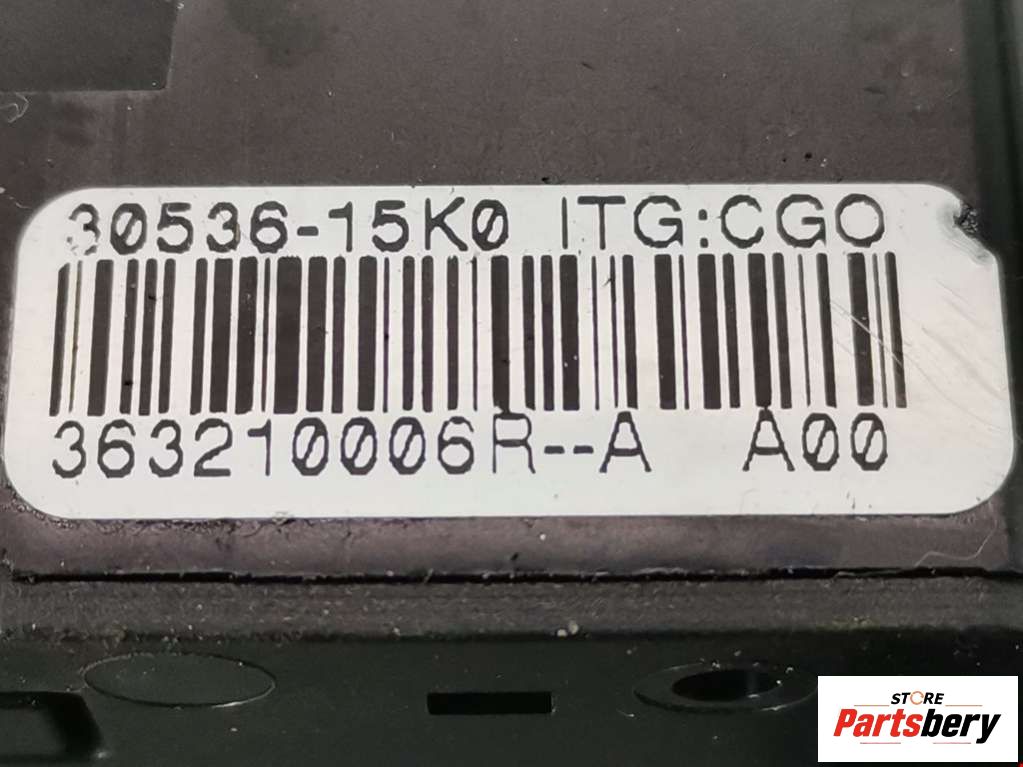 30536-15K0 ITG:CGO
363210006R--A A00
STORE
Partsbery